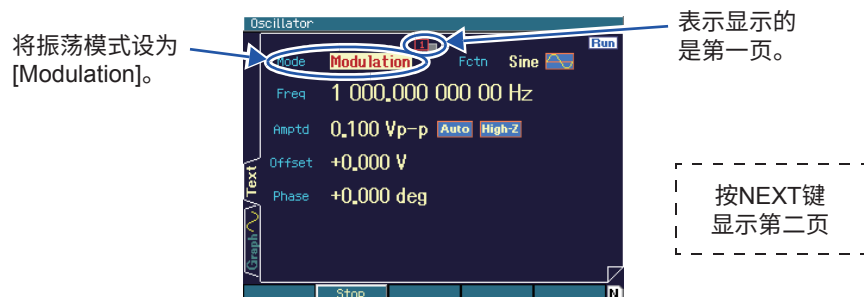 Oscillator
将振荡模式设为
[Modulation]。
表示显示的
是第一页。
1
Run
Mode Modulation Fctn Sine
Freq 1 000.000 000 00 Hz
Amptd 0.100 Vp-p Auto High-Z
Offset +0.000 V
Phase +0.000 deg
Text
Graph
按NEXT键
显示第二页
Stop
N